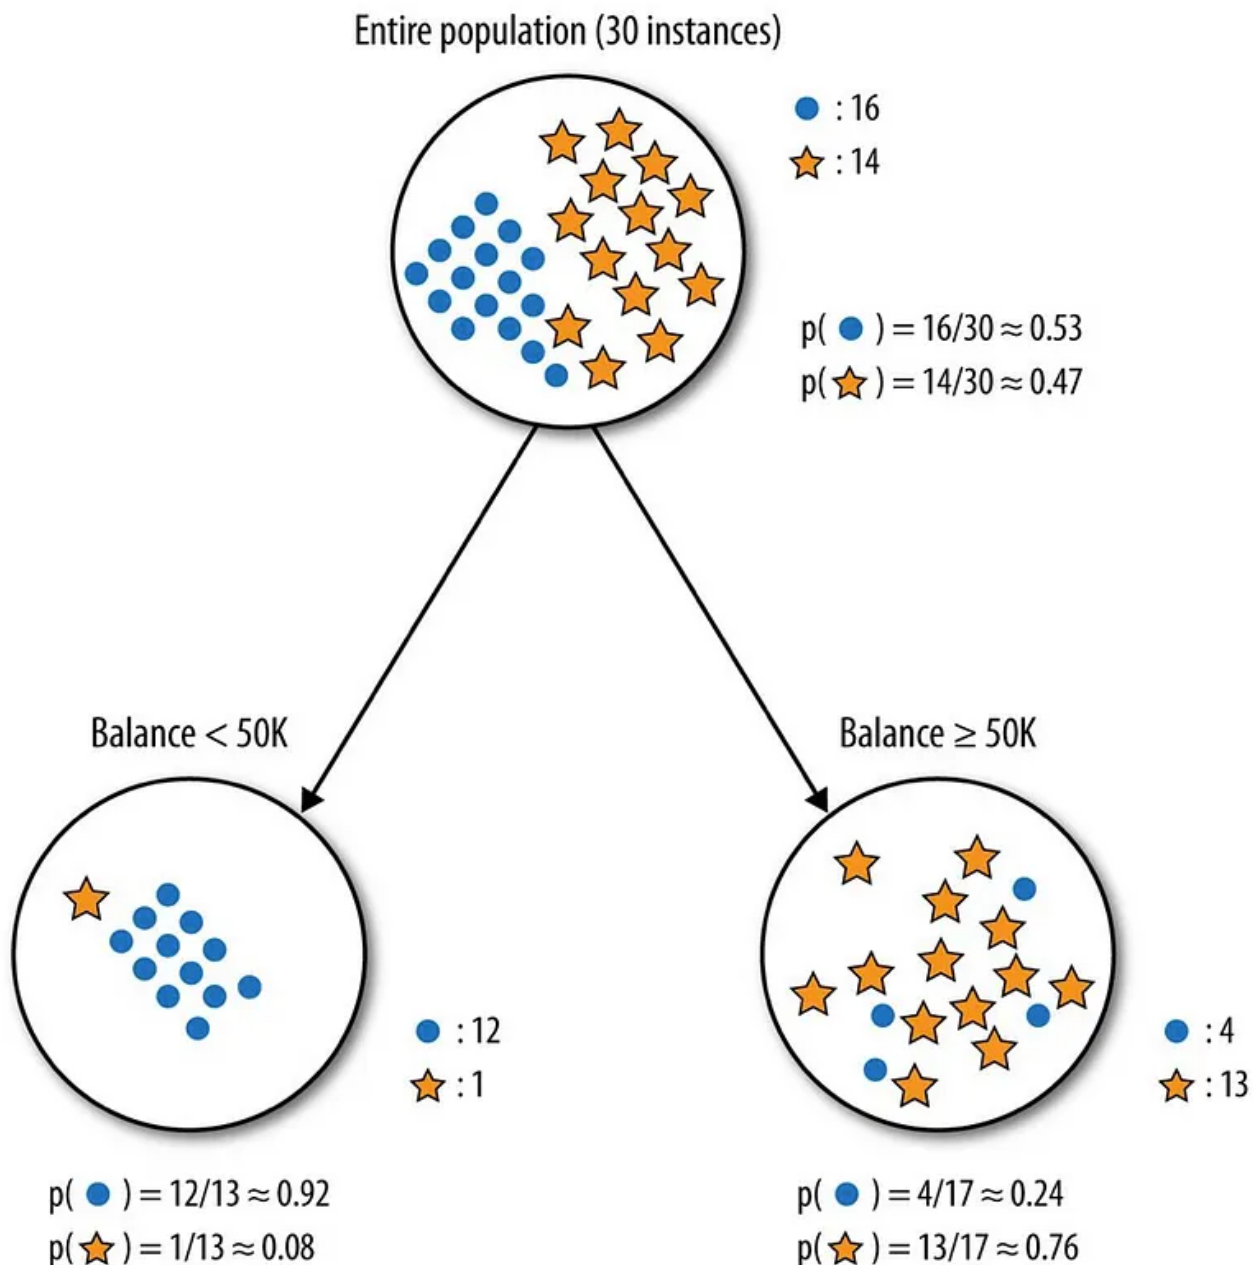 Entire population (30 instances)
: 16
: 14
p( ) = 16/30 ≈ 0.53
p( ) = 14/30 ≈ 0.47
Balance < 50K
Balance ≥ 50K
: 12
: 1
: 4
: 13
p( ) = 12/13 ≈ 0.92
p( ) = 1/13 ≈ 0.08
p( ) = 4/17 ≈ 0.24
p( ) = 13/17 ≈ 0.76